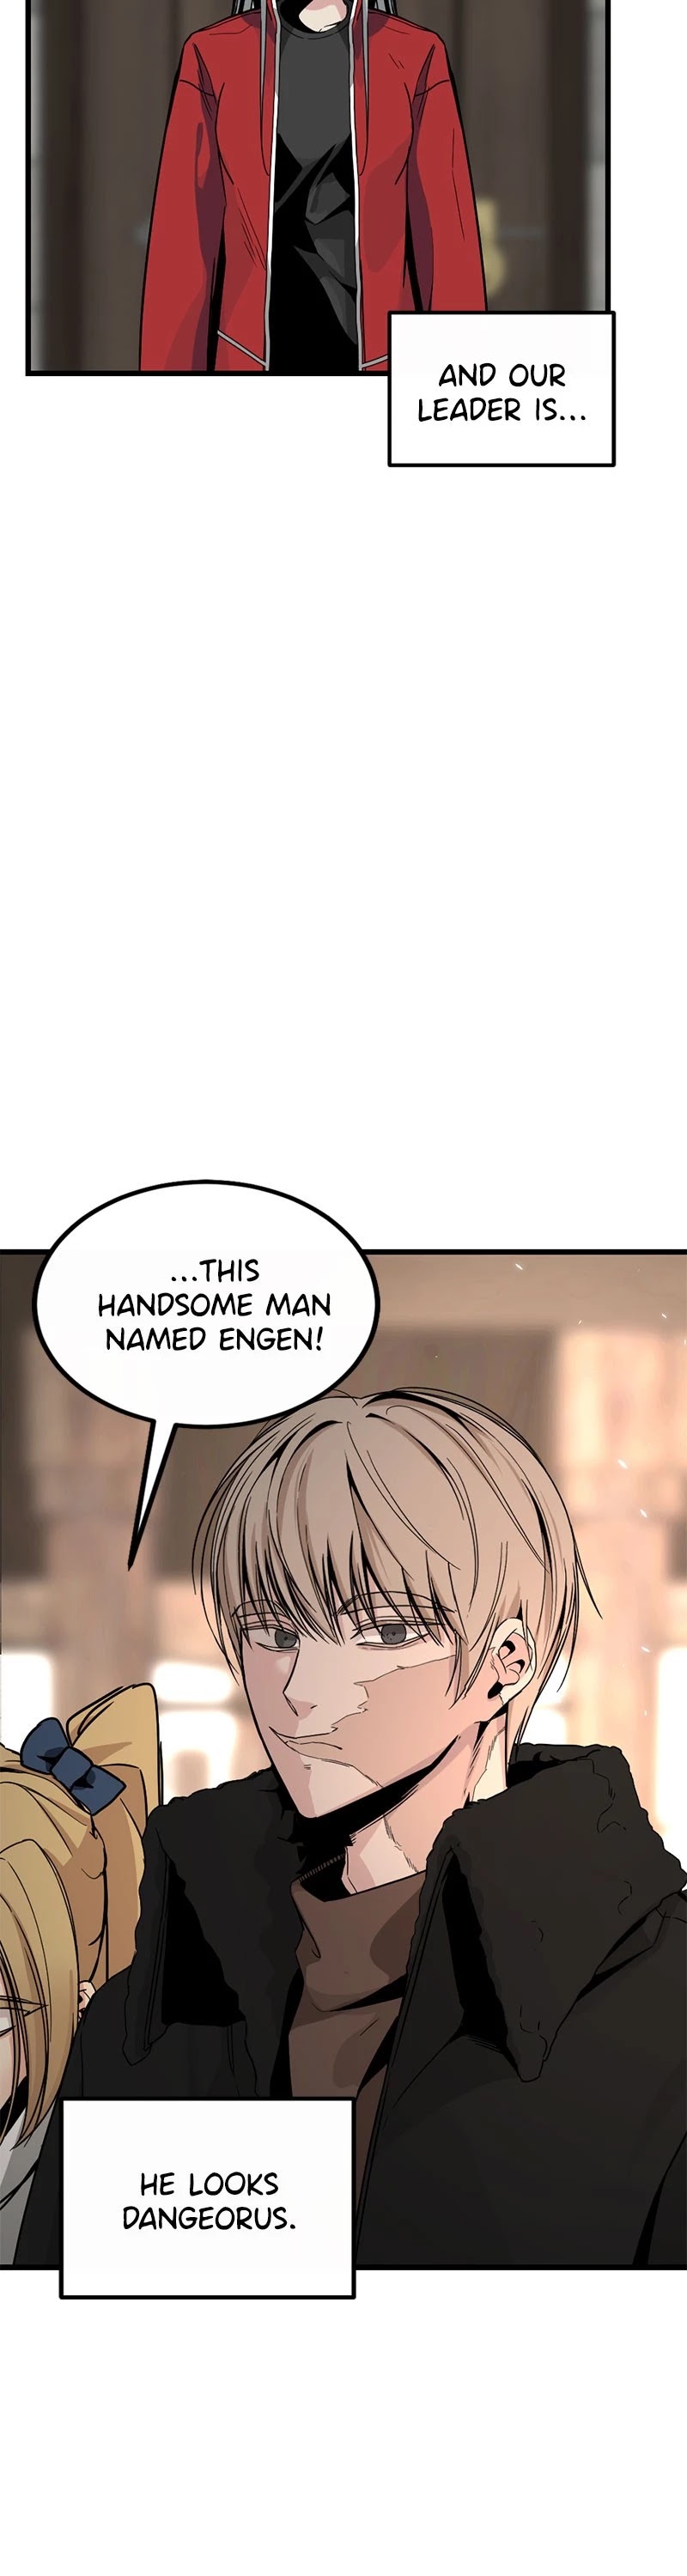 AND OUR
LEADER IS...
...THIS
HANDSOME MAN
NAMED ENGEN!
HE LOOKS
DANGEORUS.